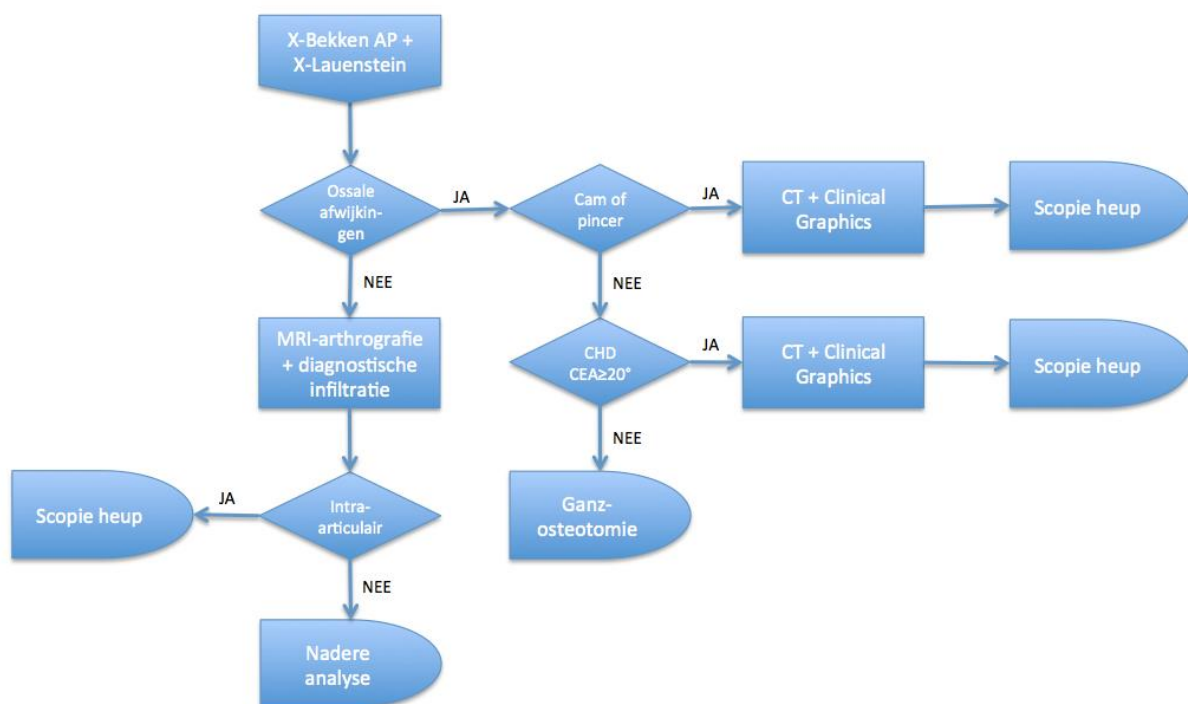 X-Bekken AP +
X-Lauenstein
Ossale
afwijkin-
gen
JA
Cam of
pincer
JA
CT + Clinical
Graphics
Scopie heup
NEE
NEE
MRI-arthrografie
+ diagnostische
infiltratie
CHD
CEA≥20°
JA
CT + Clinical
Graphics
Scopie heup
NEE
Scopie heup
JA
Intra-
articulair
Ganz-
osteotomie
NEE
Nadere
analyse